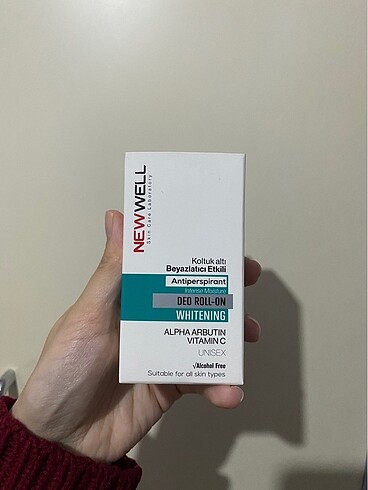 NEWWELL
Skin Care Laboratory
Koltuk altı
Beyazlatıcı Etkili
Antiperspirant
Intense Moisture
DEO ROLL-ON
WHITENING
ALPHA ARBUTIN
VITAMIN C
UNISEX
√Alcohol Free
Suitable for all skin types